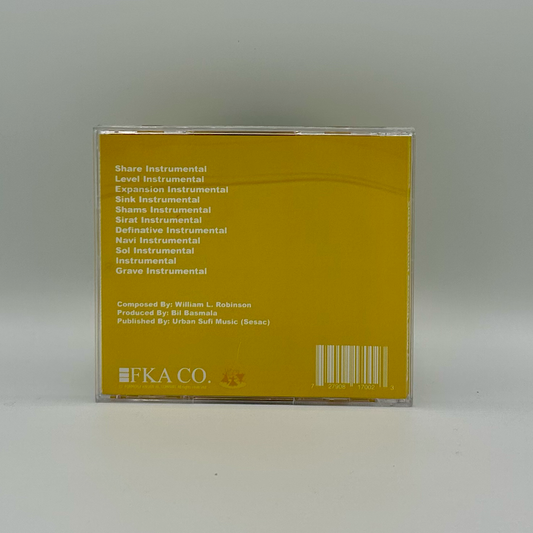 Share Instrumental
Level Instrumental
Expansion Instrumental
Sink Instrumental
Shams Instrumental
Sirat Instrumental
Definative Instrumental
Navi Instrumental
Sol Instrumental
Instrumental
Grave Instrumental
Composed By: William L. Robinson
Produced By: Bil Basmala
Published By: Urban Sufi Music (Sesac)
FKA CO.